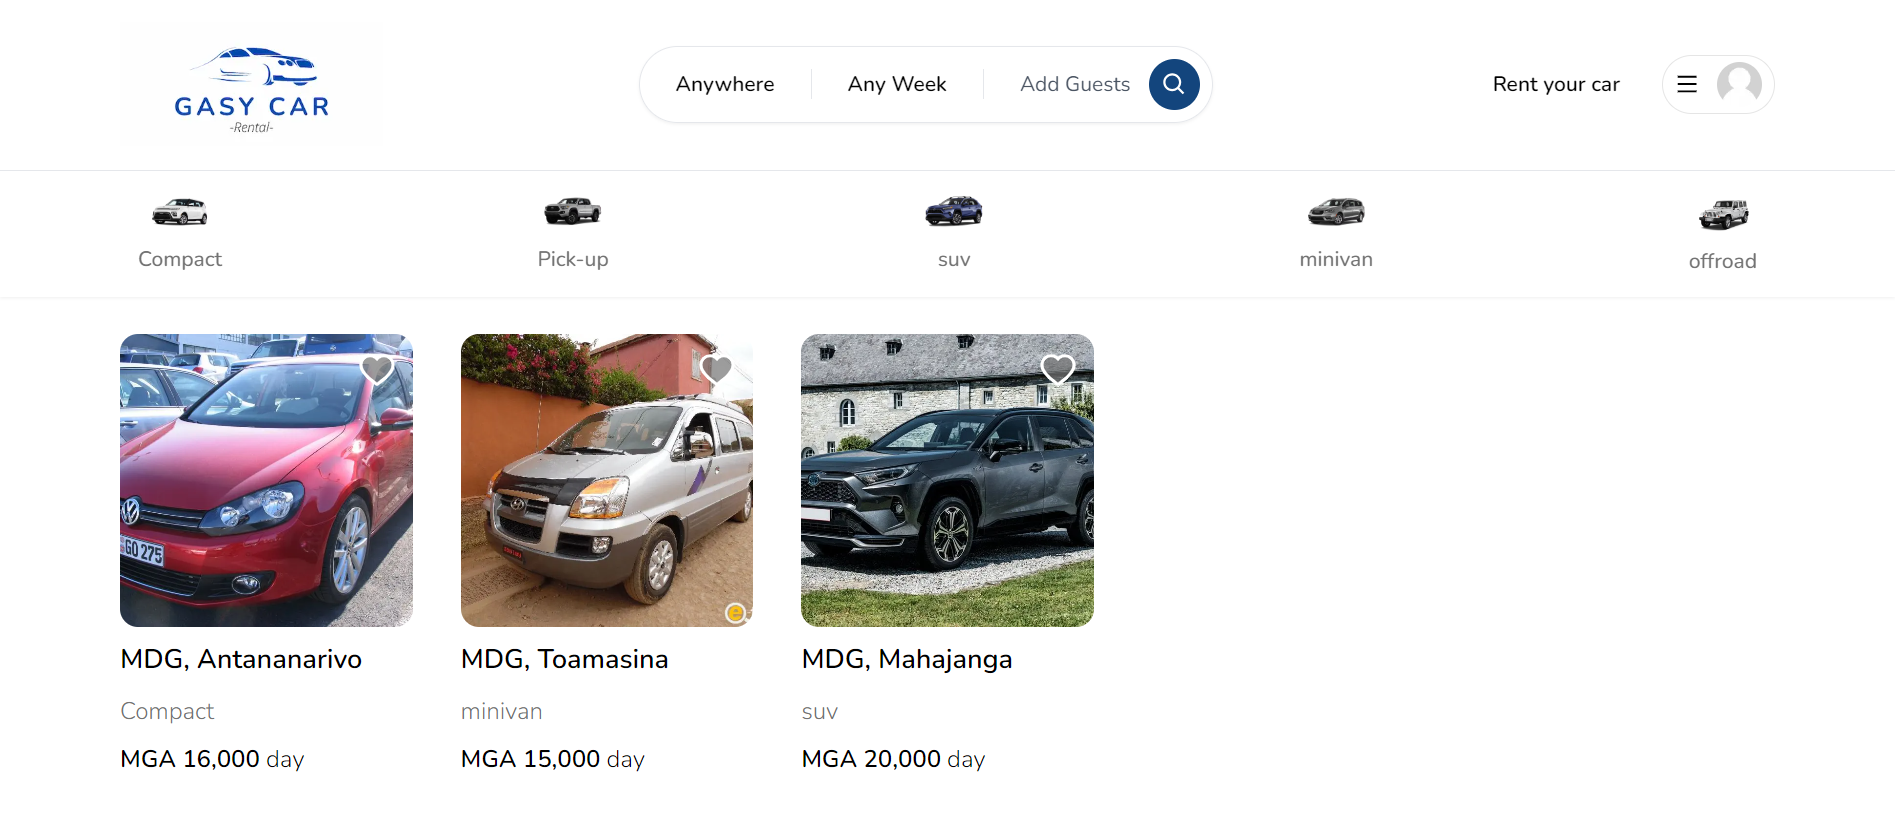 GASY CAR
-Rental-
Anywhere
Any Week
Add Guests
Rent your car
Compact
Pick-up
suv
minivan
offroad
GO 275
MDG, Antananarivo
Compact
MGA 16,000 day
MDG, Toamasina
minivan
MGA 15,000 day
MDG, Mahajanga
suv
MGA 20,000 day